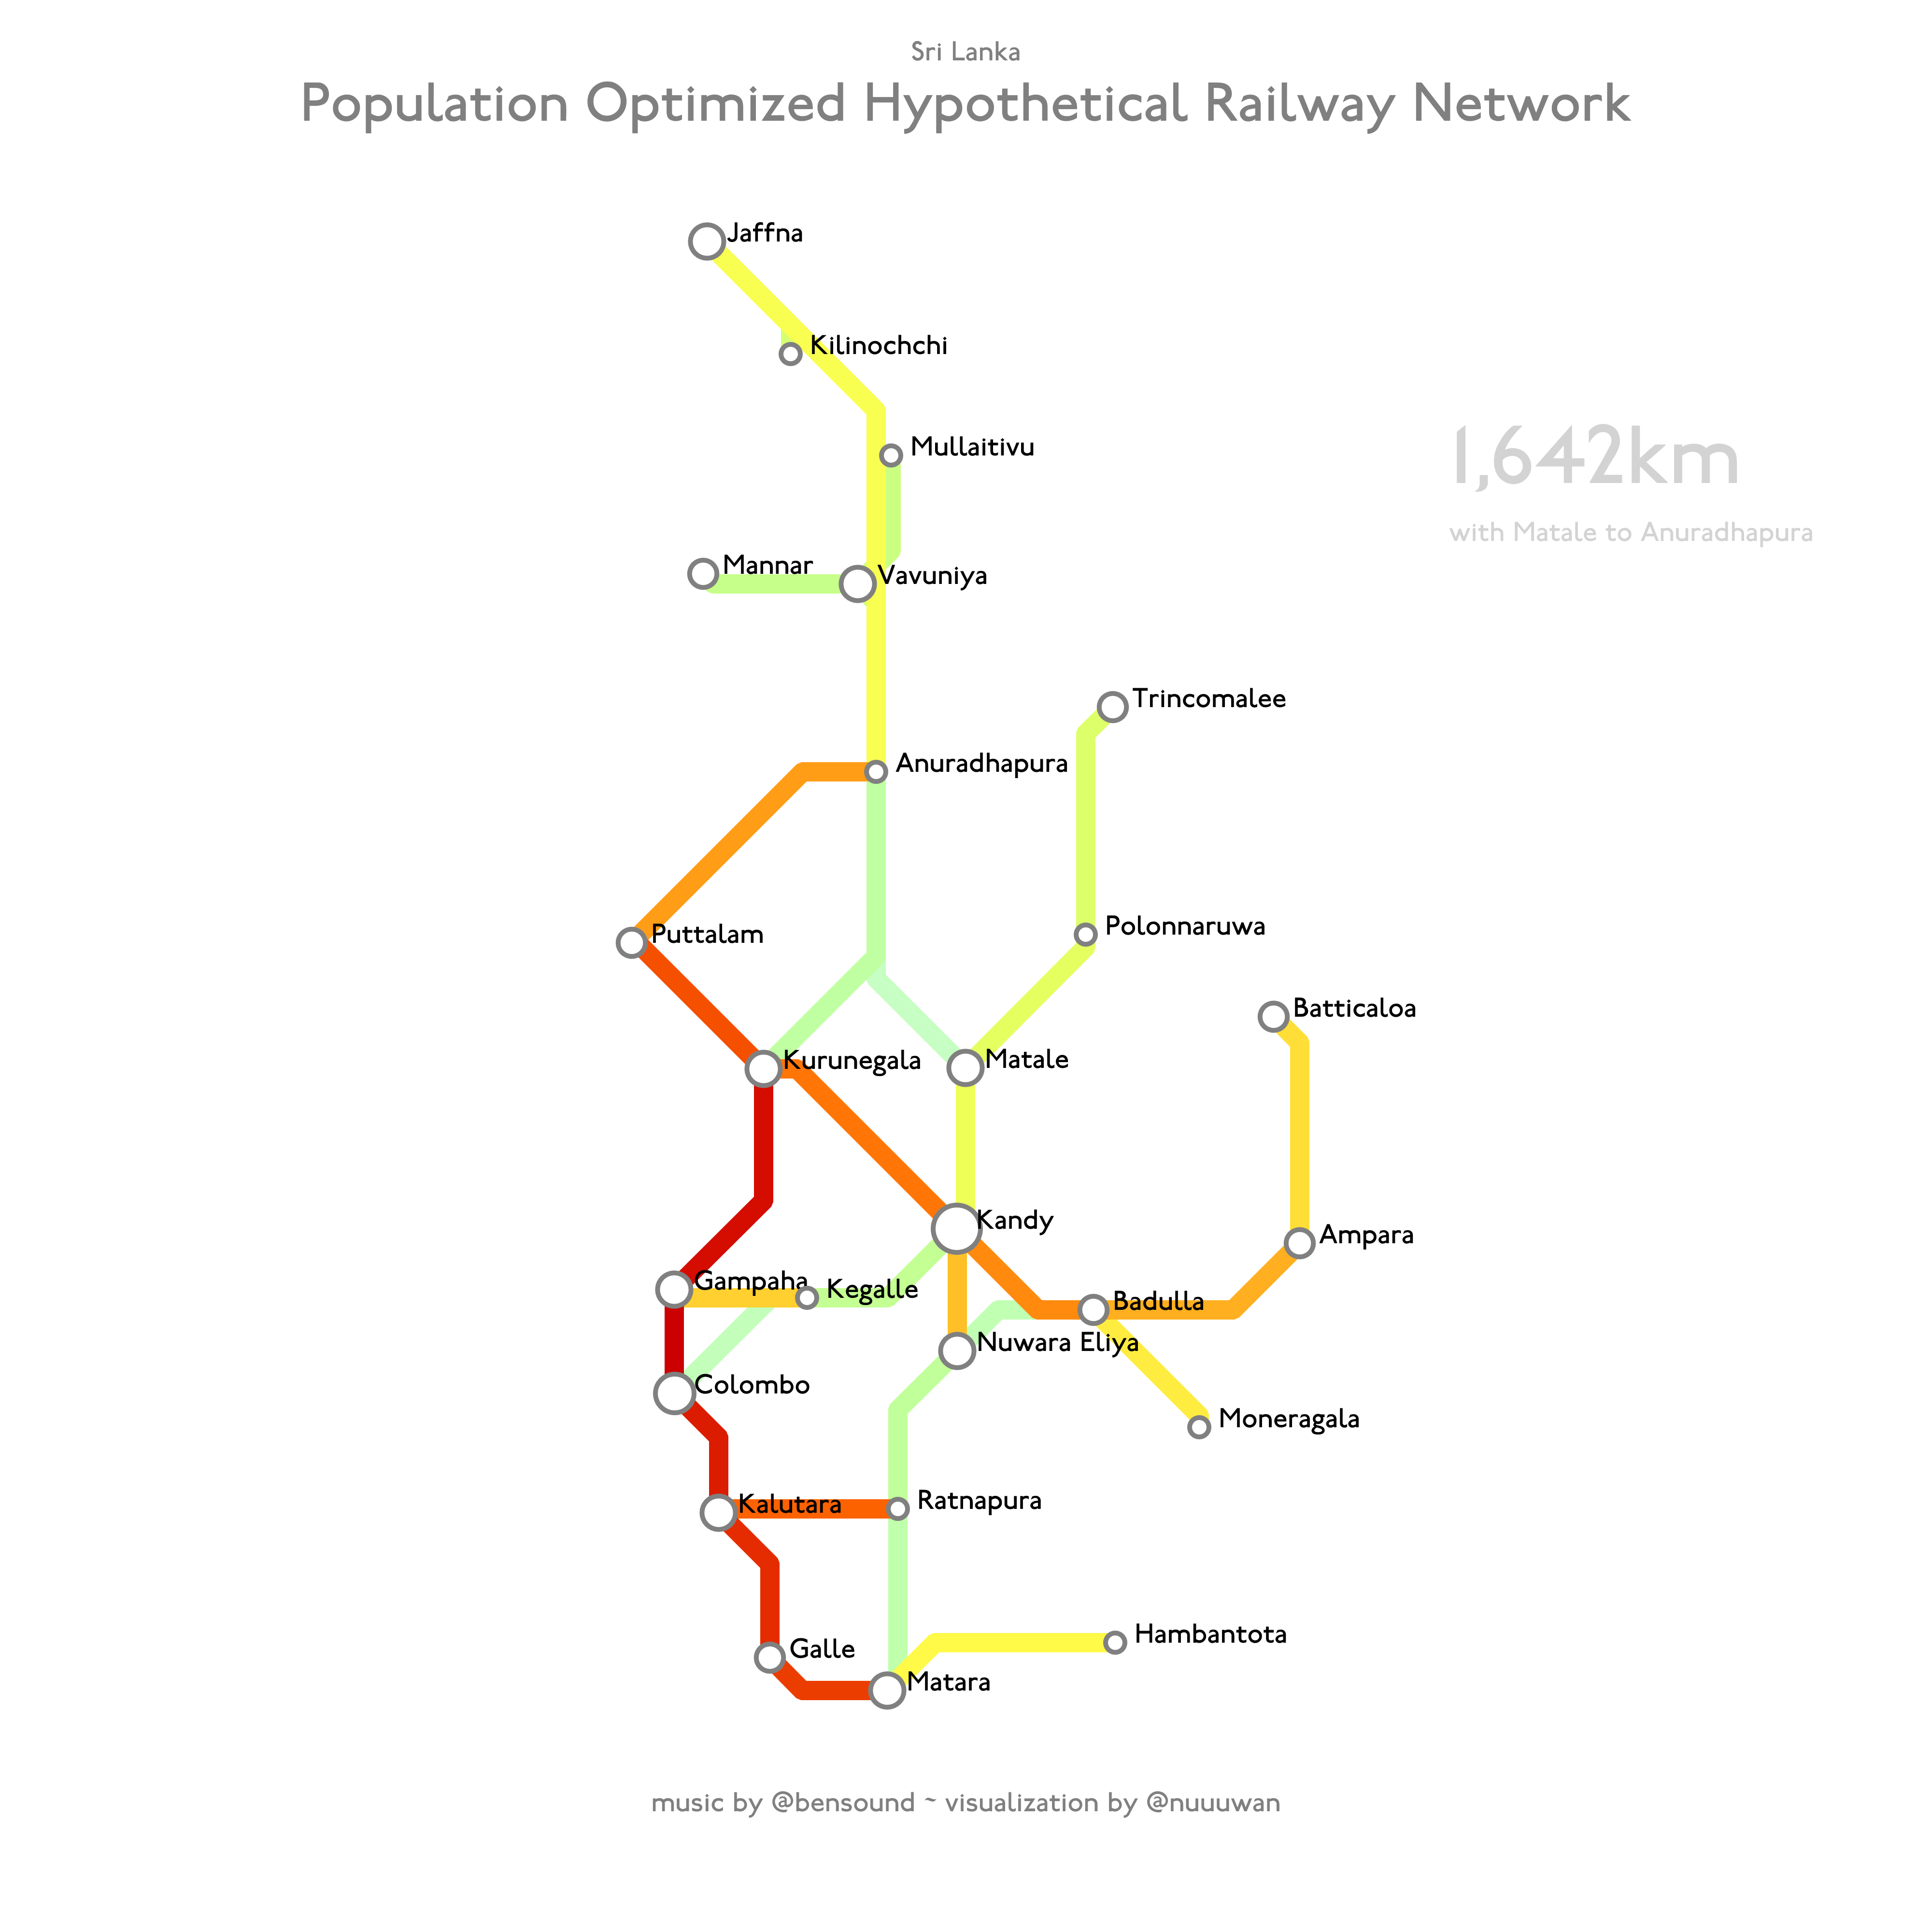 Sri Lanka
Population Optimized Hypothetical Railway Network
Jaffna
Kilinochchi
1,642km
Mullaitivu
with Matale to Anuradhapura
Mannar
Vavuniya
Trincomalee
Anuradhapura
Puttalam
Polonnaruwa
Batticaloa
Kurunegala
Matale
Kandy
Ampara
Gampaha
Kegalle
Badulla
Nuwara Eliya
Colombo
Moneragala
Kalutara
Ratnapura
Hambantota
Galle
Matara
music by @bensound ~ visualization by @nuuuwan